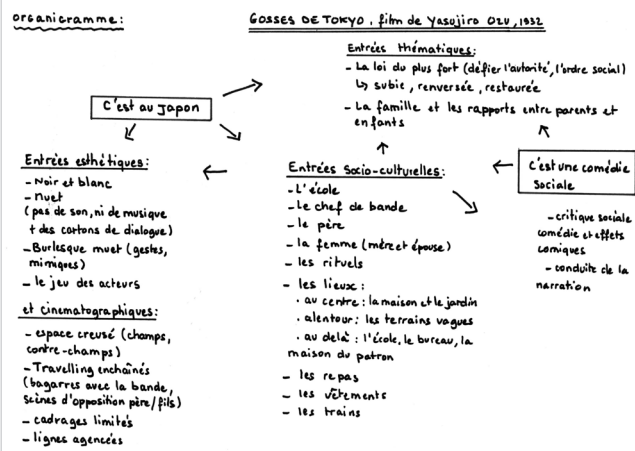 organigramme:
GOSSES DE TOKYO, film de Yasujiro OZU, 1932
Entrées thématiques:
- La loi du plus fort (défier l'autorité, l'ordre social)
↳ subie, renversée, restaurée
- La famille et les rapports entre parents et
enfants
C'est au Japon
Entrées esthétiques:
- Noir et blanc
- muet
(pas de son, ni de musique
+ des cartons de dialogue)
- Burlesque muet (gestes,
mimiques)
- le jeu des acteurs
et cinématographiques:
- espace creusé (champs,
contre-champs)
- Travelling enchaînés
(bagarres avec la bande,
scènes d'opposition père/fils)
- cadrages limités
- lignes agencées
Entrées socio-culturelles:
- L'école
- Le chef de bande
- le père
- la femme (mère et épouse)
- les rituels
- les lieux:
. au centre: la maison et le jardin
. alentour: les terrains vagues
. au delà: l'école, le bureau, la
maison du patron
- les repas
- les vêtements
- les trains
C'est une comédie
sociale
- critique sociale
comédie et effets
comiques
- conduite de la
narration